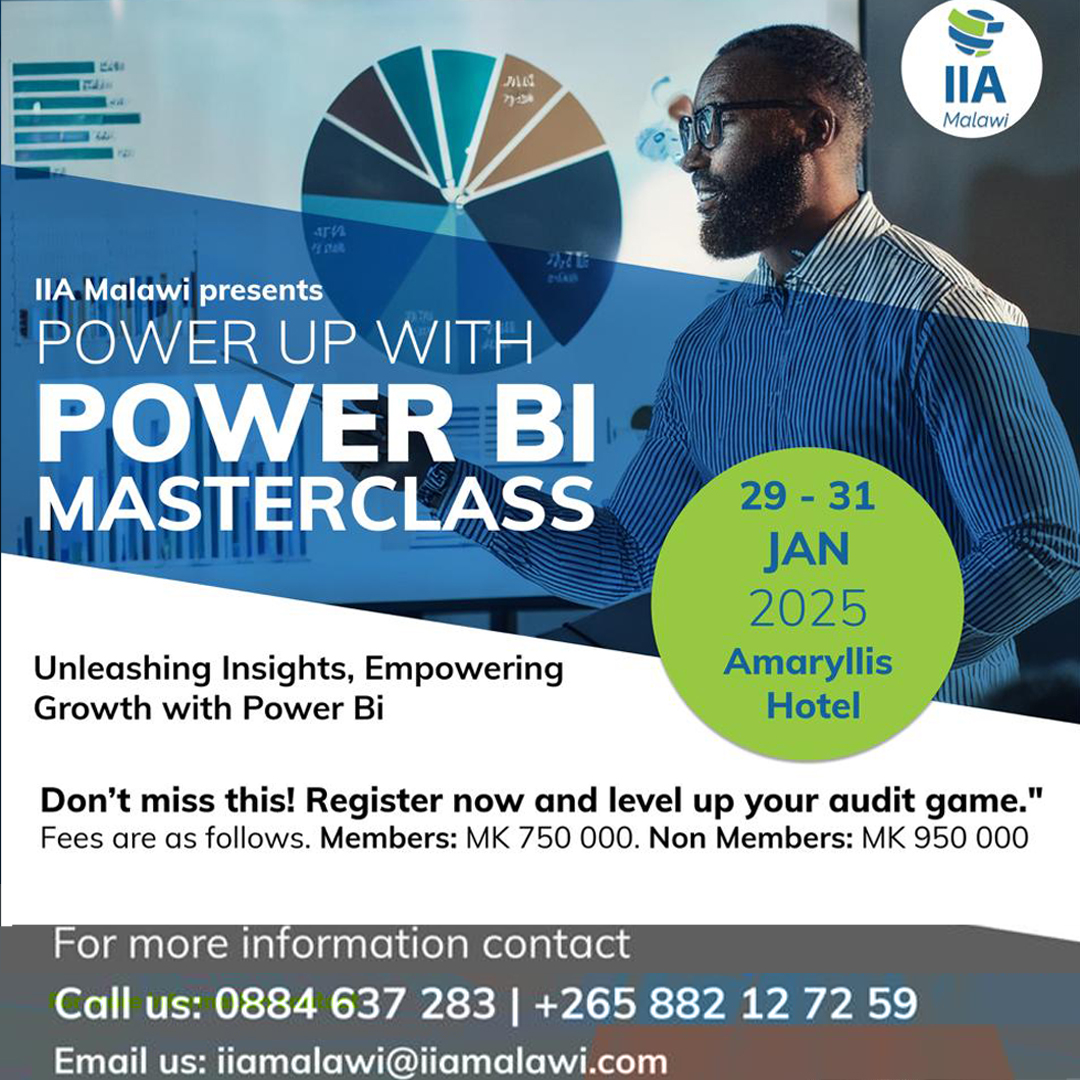 IIA
Malawi
IIA Malawi presents
POWER UP WITH
POWER BI
MASTERCLASS
29 - 31
JAN
2025
Amaryllis
Hotel
Unleashing Insights, Empowering
Growth with Power Bi
Don’t miss this! Register now and level up your audit game."
Fees are as follows. Members: MK 750 000. Non Members: MK 950 000
For more information contact
Call us: 0884 637 283 | +265 882 12 72 59
Email us: iiamalawi@iiamalawi.com